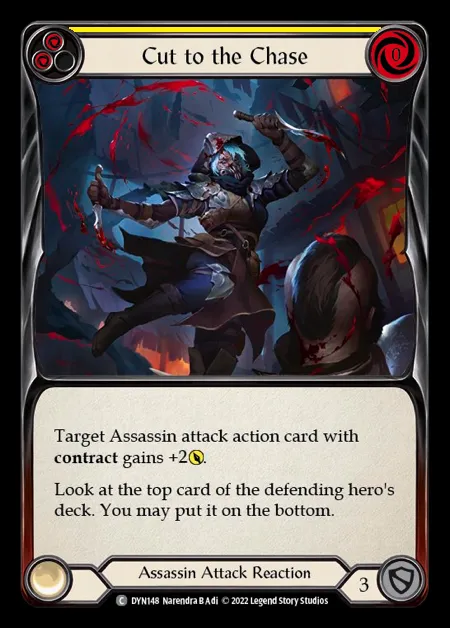 Cut to the Chase
0
Target Assassin attack action card with
contract gains +2.
Look at the top card of the defending hero's
deck. You may put it on the bottom.
Assassin Attack Reaction
3
C DYN148 Narendra B Adi © 2022 Legend Story Studios